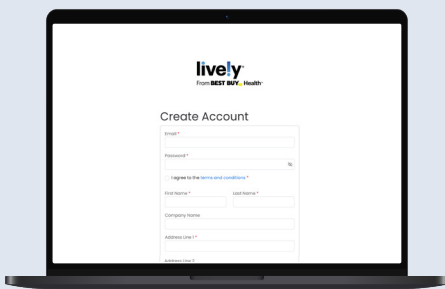 lively
From BEST BUY Health
Create Account
Email *
Password *
I agree to the terms and conditions *
First Name * Last Name *
Company Name
Address Line 1 *
Address Line 2